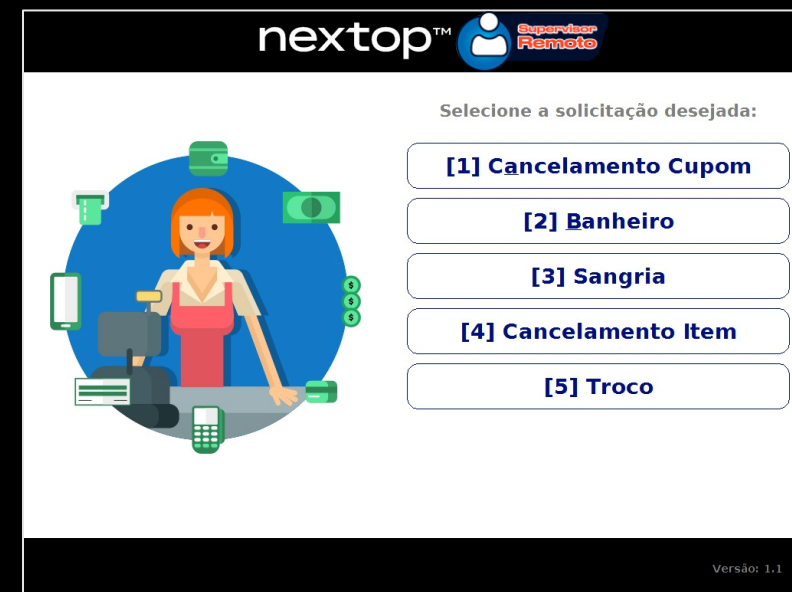 nextop™ Supervisor
Remoto
Selecione a solicitação desejada:
[1] Cancelamento Cupom
[2] Banheiro
[3] Sangria
[4] Cancelamento Item
[5] Troco
$
$
$
Versão: 1.1